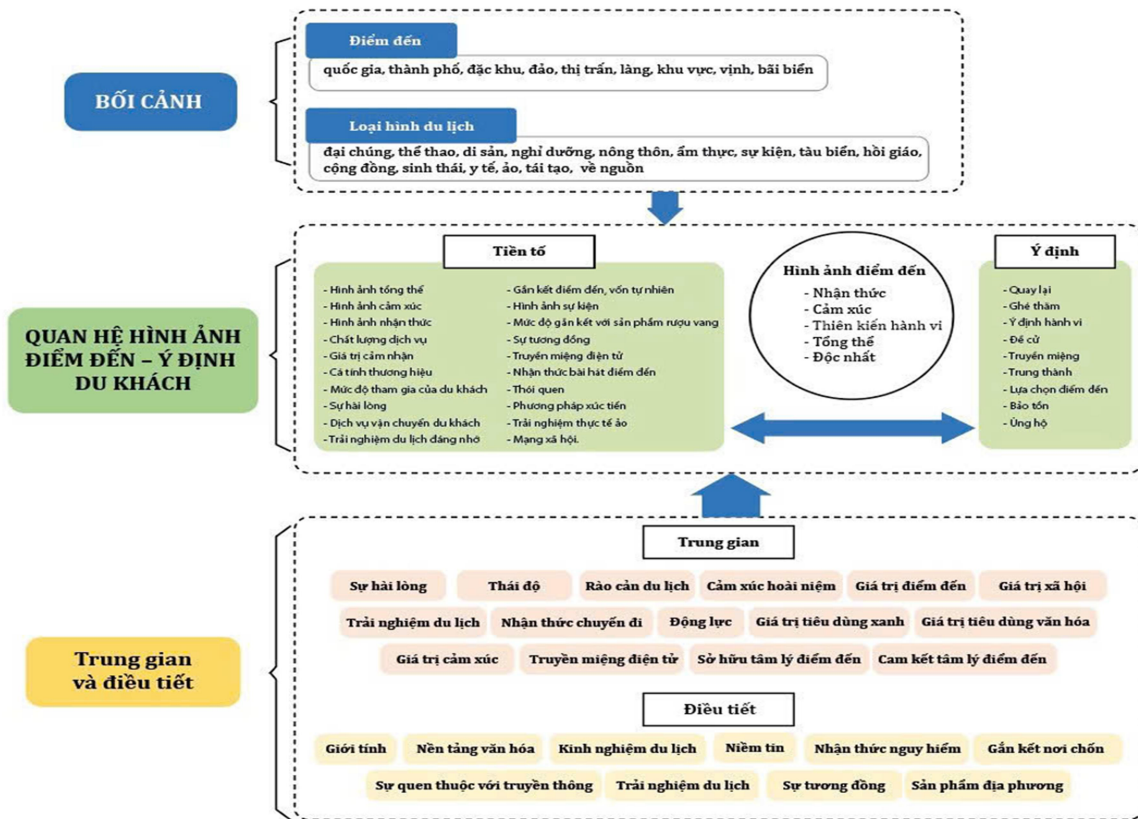 BỐI CẢNH
Điểm đến
quốc gia, thành phố, đặc khu, đảo, thị trấn, làng, khu vực, vịnh, bãi biển
Loại hình du lịch
đại chúng, thể thao, di sản, nghỉ dưỡng, nông thôn, ẩm thực, sự kiện, tàu biển, hồi giáo,
cộng đồng, sinh thái, y tế, ảo, tái tạo, về nguồn
QUAN HỆ HÌNH ẢNH
ĐIỂM ĐẾN – Ý ĐỊNH
DU KHÁCH
Tiền tố
- Hình ảnh tổng thể
- Hình ảnh cảm xúc
- Hình ảnh nhận thức
- Chất lượng dịch vụ
- Giá trị cảm nhận
- Cá tính thương hiệu
- Mức độ tham gia của du khách
- Sự hài lòng
- Dịch vụ vận chuyển du khách
- Trải nghiệm du lịch đáng nhớ
- Gắn kết điểm đến, vốn tự nhiên
- Hình ảnh sự kiện
- Mức độ gắn kết với sản phẩm rượu vang
- Sự tương đồng
- Truyền miệng điện tử
- Nhận thức bài hát điểm đến
- Thói quen
- Phương pháp xúc tiến
- Trải nghiệm thực tế ảo
- Mạng xã hội.
Hình ảnh điểm đến
- Nhận thức
- Cảm xúc
- Thiên kiến hành vi
- Tổng thể
- Độc nhất
Ý định
- Quay lại
- Ghé thăm
- Ý định hành vi
- Đề cử
- Truyền miệng
- Trung thành
- Lựa chọn điểm đến
- Bảo tồn
- Ủng hộ
Trung gian
và điều tiết
Trung gian
Sự hài lòng Thái độ Rào cản du lịch Cảm xúc hoài niệm Giá trị điểm đến Giá trị xã hội
Trải nghiệm du lịch Nhận thức chuyến đi Động lực Giá trị tiêu dùng xanh Giá trị tiêu dùng văn hóa
Giá trị cảm xúc Truyền miệng điện tử Sở hữu tâm lý điểm đến Cam kết tâm lý điểm đến
Điều tiết
Giới tính Nền tảng văn hóa Kinh nghiệm du lịch Niềm tin Nhận thức nguy hiểm Gắn kết nơi chốn
Sự quen thuộc với truyền thông Trải nghiệm du lịch Sự tương đồng Sản phẩm địa phương